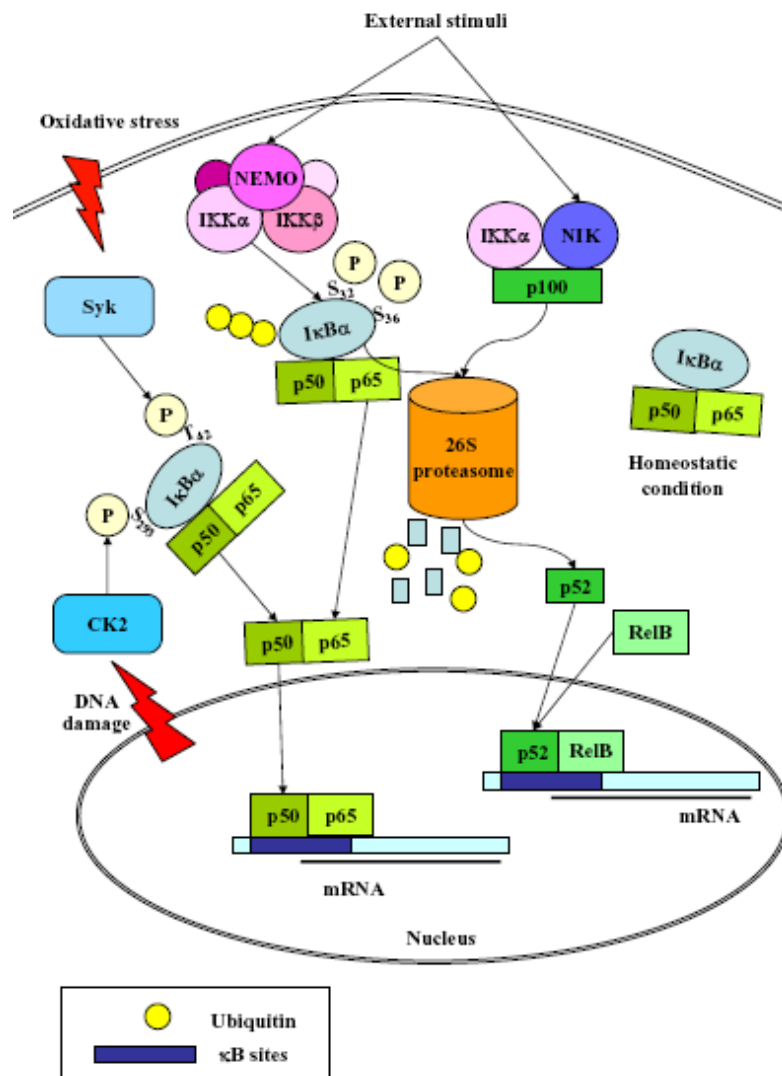 External stimuli
Oxidative stress
NEMO
IKKα
IKKβ
IKKα
NIK
P
P
S32
S36
p100
Syk
IκBα
IκBα
p50
p65
p50
p65
P
T42
26S
proteasome
Homeostatic
condition
IκBα
p65
P
S293
p50
p52
CK2
p50
p65
RelB
DNA
damage
p52
RelB
p50
p65
mRNA
mRNA
Nucleus
Ubiquitin
κB sites